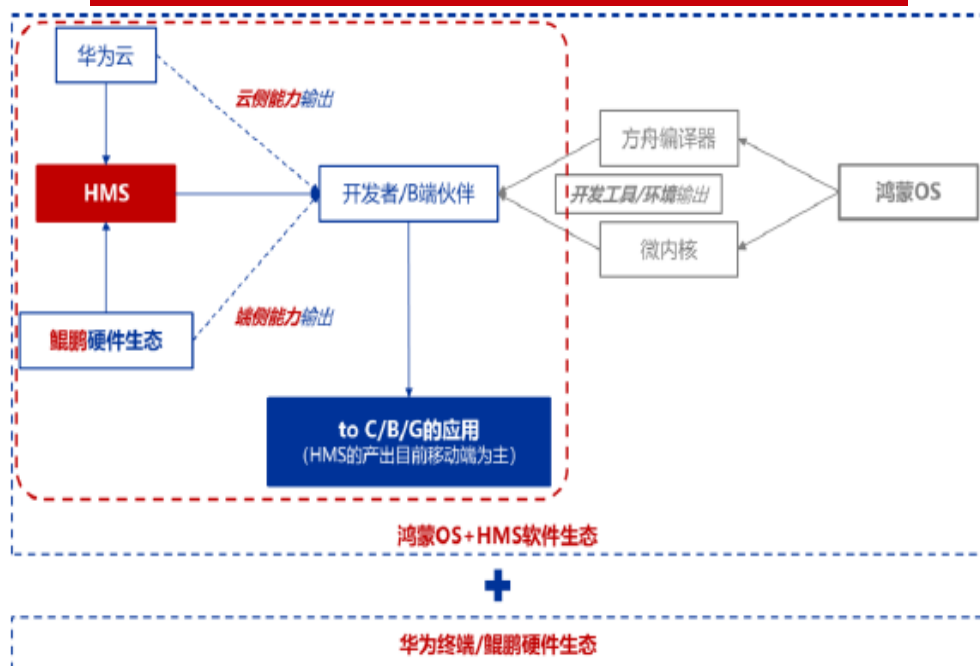 华为云
云侧能力输出
方舟编译器
HMS
开发者/B端伙伴
开发工具/环境输出
鸿蒙OS
微内核
端侧能力输出
鲲鹏硬件生态
to C/B/G的应用
（HMS的产出目前移动端为主）
鸿蒙OS+HMS软件生态
+
华为终端/鲲鹏硬件生态